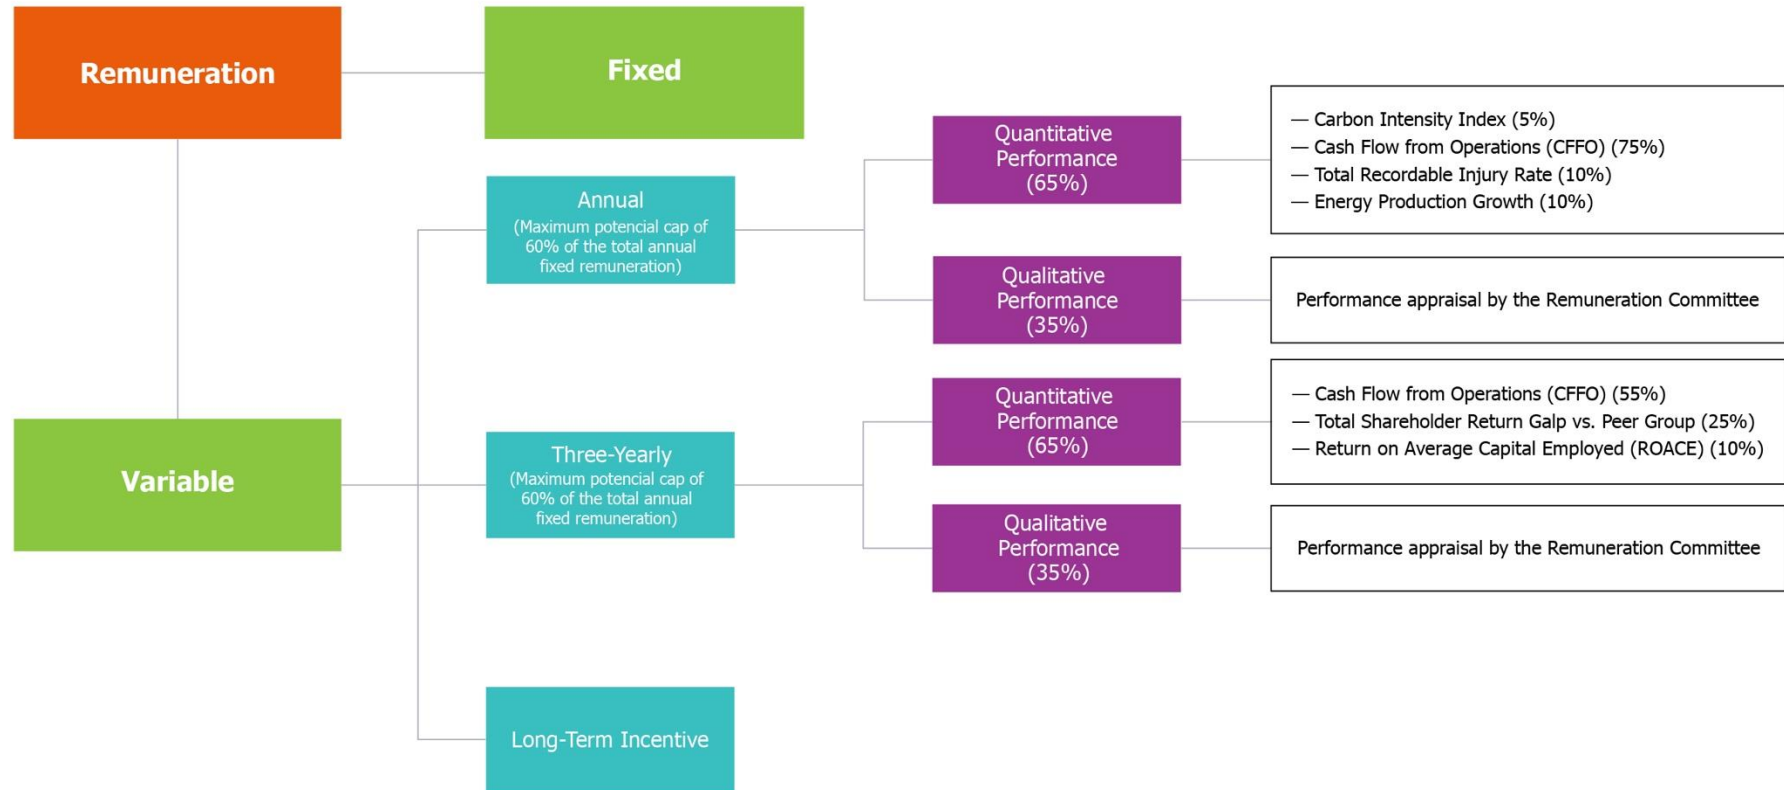 Remuneration
Fixed
Quantitative
Performance
(65%)
— Carbon Intensity Index (5%)
— Cash Flow from Operations (CFFO) (75%)
— Total Recordable Injury Rate (10%)
— Energy Production Growth (10%)
Annual
(Maximum potencial cap of
60% of the total annual
fixed remuneration)
Qualitative
Performance
(35%)
Performance appraisal by the Remuneration Committee
Variable
Three-Yearly
(Maximum potencial cap of
60% of the total annual
fixed remuneration)
Quantitative
Performance
(65%)
— Cash Flow from Operations (CFFO) (55%)
— Total Shareholder Return Galp vs. Peer Group (25%)
— Return on Average Capital Employed (ROACE) (10%)
Qualitative
Performance
(35%)
Performance appraisal by the Remuneration Committee
Long-Term Incentive